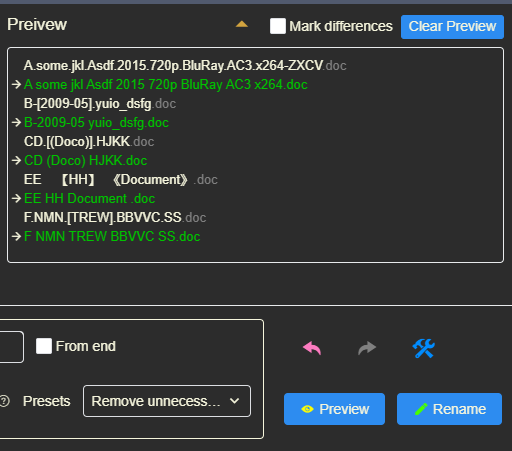 Preivew
Mark differences
Clear Preview
A.some.jkl.Asdf.2015.720p.BluRay.AC3.x264-ZXCV.doc
→ A some jkl Asdf 2015 720p BluRay AC3 x264.doc
B-[2009-05].yuio_dsfg.doc
→ B-2009-05 yuio_dsfg.doc
CD.[(Doco)].HJKK.doc
→ CD (Doco) HJKK.doc
EE 【HH】 《Document》.doc
→ EE HH Document .doc
F.NMN.[TREW].BBVVC.SS.doc
→ F NMN TREW BBVVC SS.doc
From end
Presets
Remove unnecess...
Preview
Rename